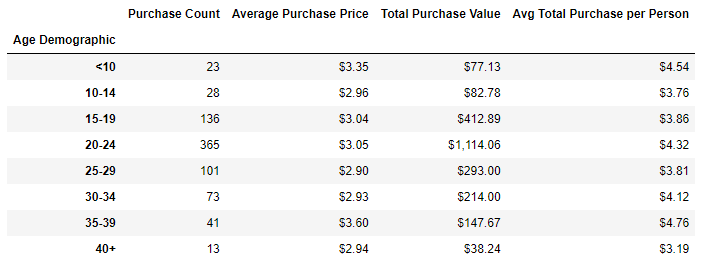 Purchase Count Average Purchase Price Total Purchase Value Avg Total Purchase per Person
Age Demographic
<10 23 $3.35 $77.13 $4.54
10-14 28 $2.96 $82.78 $3.76
15-19 136 $3.04 $412.89 $3.86
20-24 365 $3.05 $1,114.06 $4.32
25-29 101 $2.90 $293.00 $3.81
30-34 73 $2.93 $214.00 $4.12
35-39 41 $3.60 $147.67 $4.76
40+ 13 $2.94 $38.24 $3.19